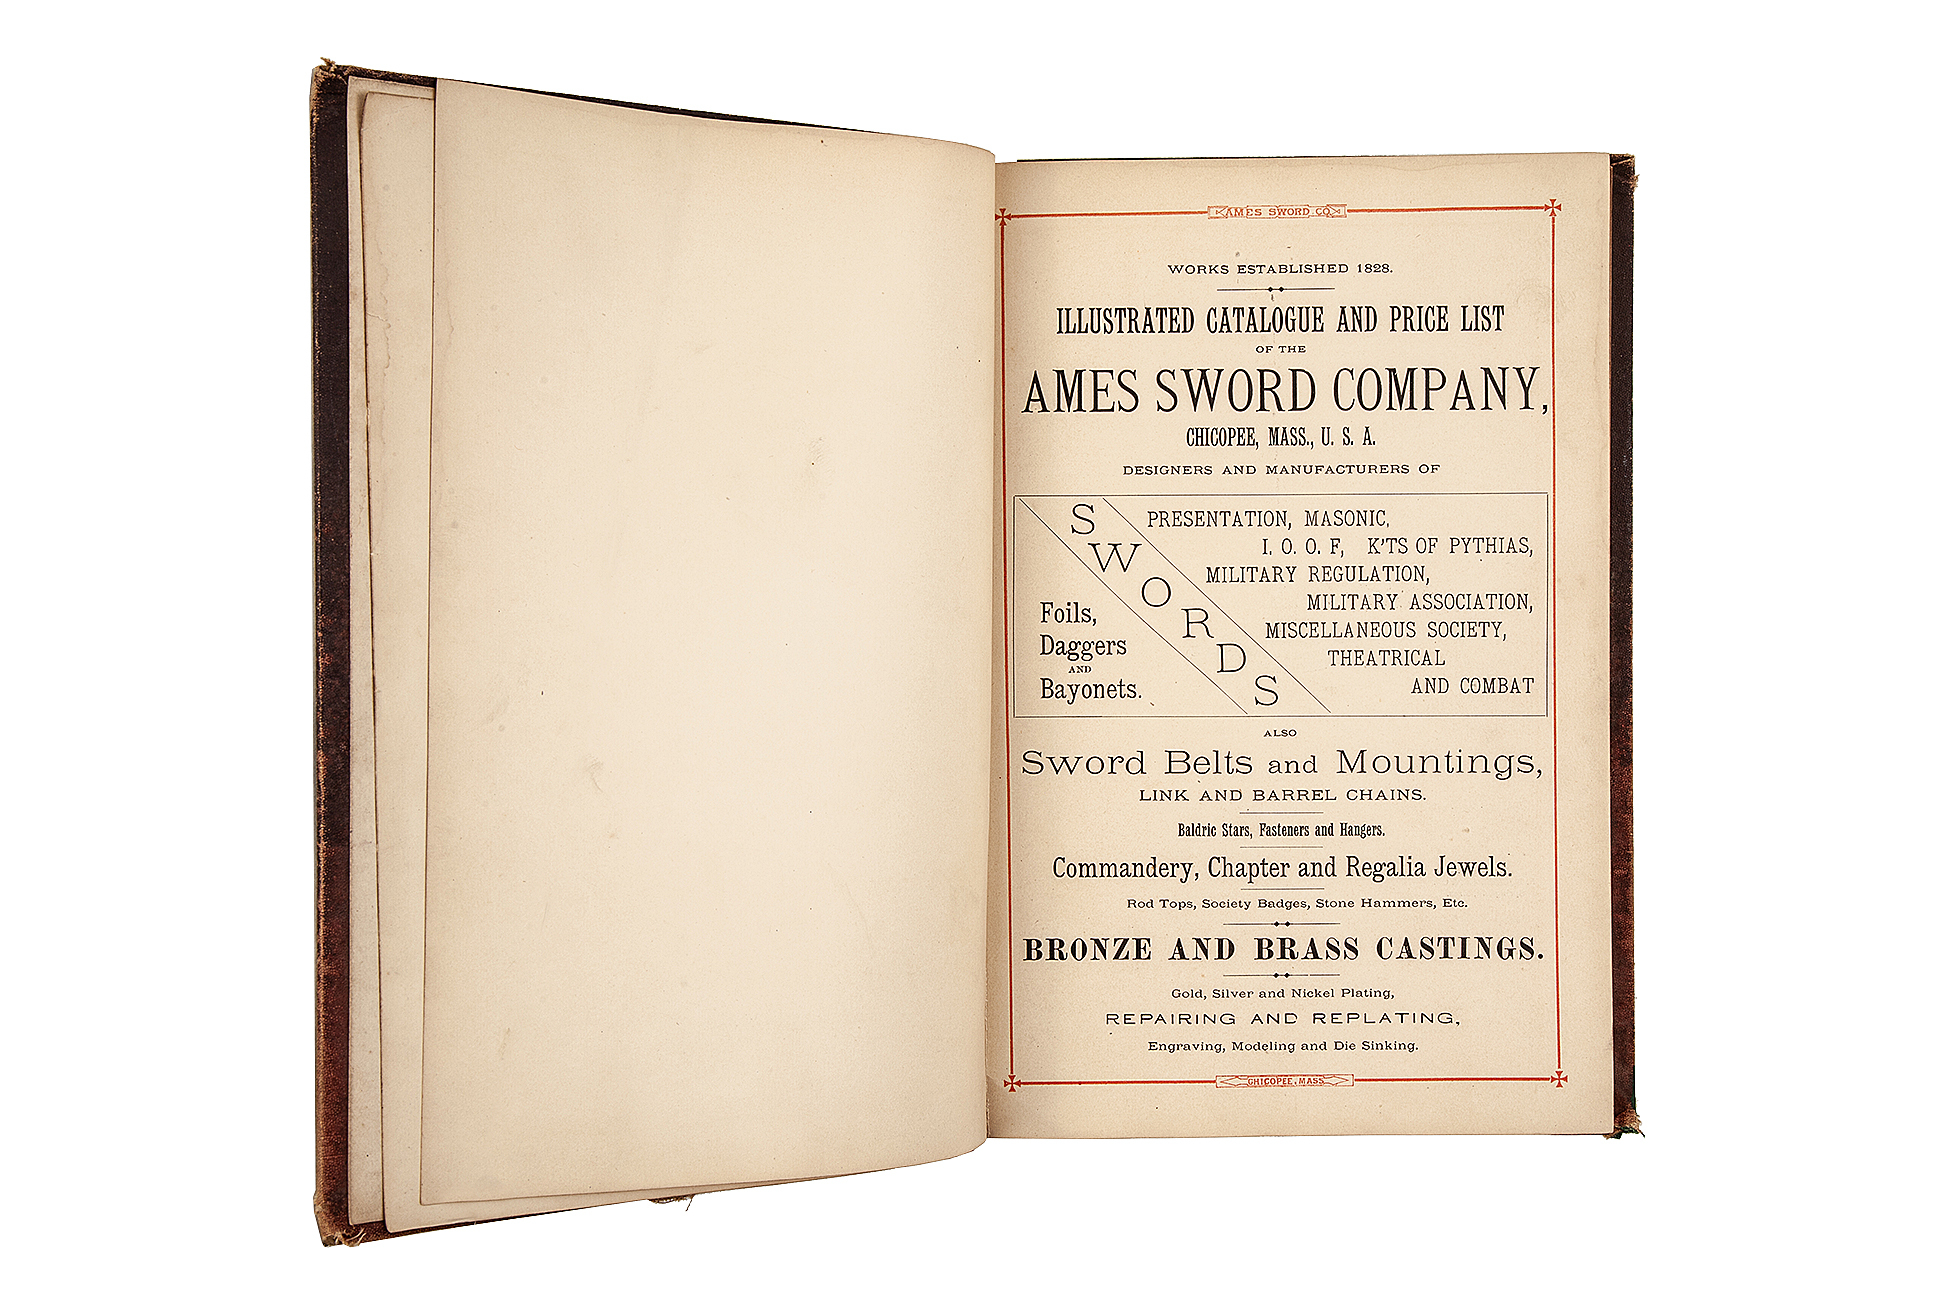 AMES SWORD CO
WORKS ESTABLISHED 1828.
ILLUSTRATED CATALOGUE AND PRICE LIST
OF THE
AMES SWORD COMPANY,
CHICOPEE, MASS., U. S. A.
DESIGNERS AND MANUFACTURERS OF
SWORDS
PRESENTATION, MASONIC,
I. O. O. F, K'TS OF PYTHIAS,
MILITARY REGULATION,
MILITARY ASSOCIATION,
MISCELLANEOUS SOCIETY,
THEATRICAL
AND COMBAT
Foils,
Daggers
AND
Bayonets.
ALSO
Sword Belts and Mountings,
LINK AND BARREL CHAINS.
Baldric Stars, Fasteners and Hangers.
Commandery, Chapter and Regalia Jewels.
Rod Tops, Society Badges, Stone Hammers, Etc.
BRONZE AND BRASS CASTINGS.
Gold, Silver and Nickel Plating,
REPAIRING AND REPLATING,
Engraving, Modeling and Die Sinking.
CHICOPEE, MASS